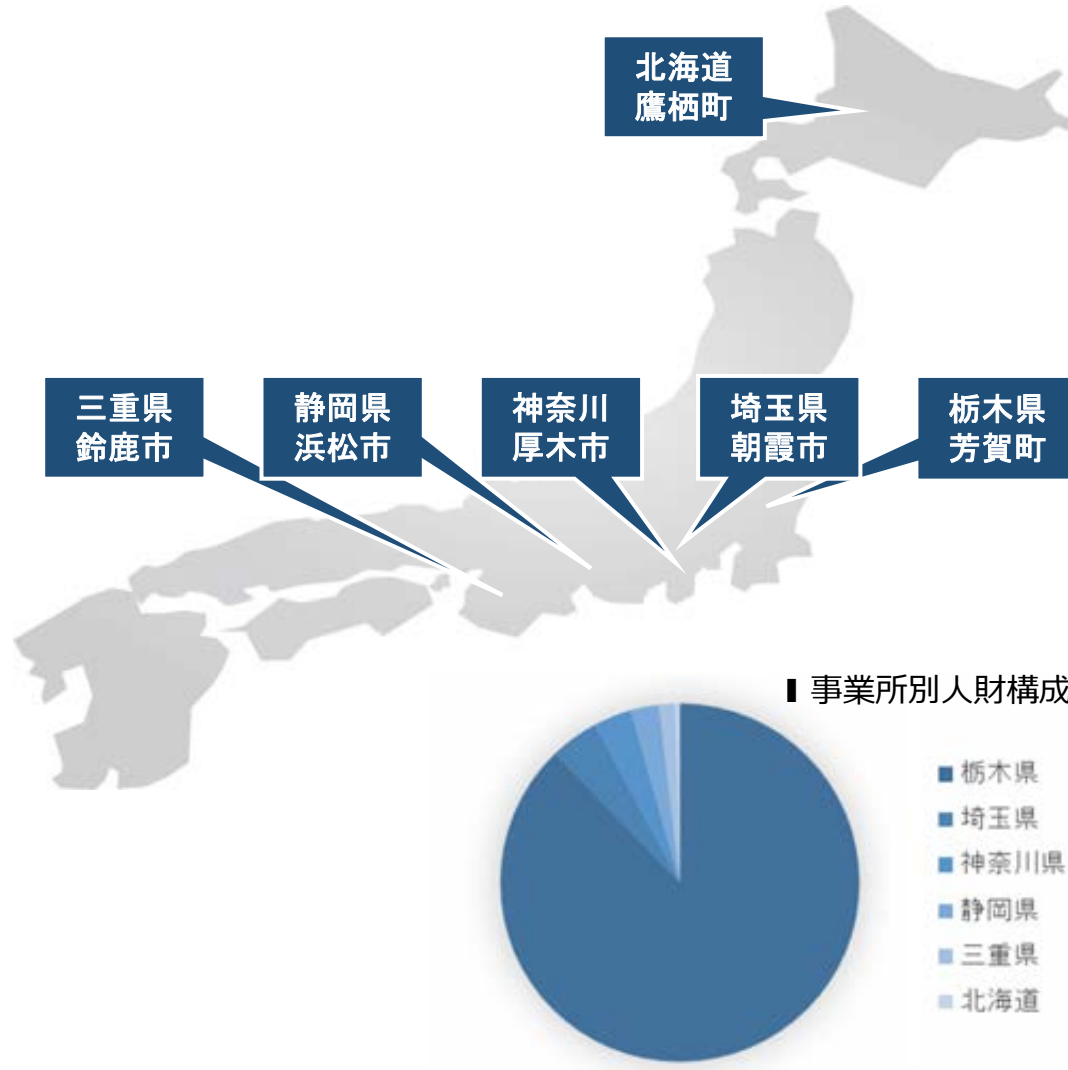 北海道
鷹栖町
三重県
鈴鹿市
静岡県
浜松市
神奈川
厚木市
埼玉県
朝霞市
栃木県
芳賀町
▮ 事業所別人財構成
栃木県
埼玉県
神奈川県
静岡県
三重県
北海道